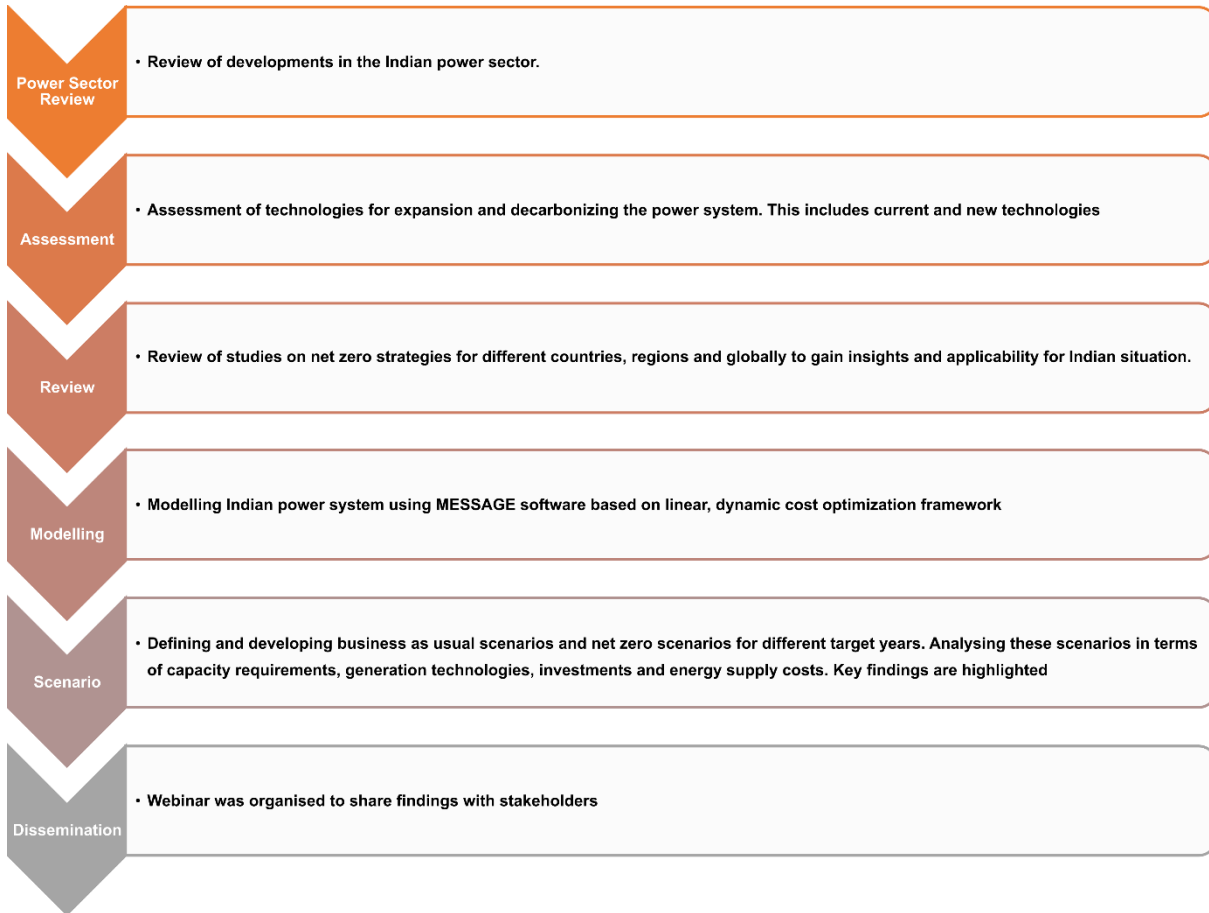 Power Sector
Review
• Review of developments in the Indian power sector.
Assessment
• Assessment of technologies for expansion and decarbonizing the power system. This includes current and new technologies
Review
• Review of studies on net zero strategies for different countries, regions and globally to gain insights and applicability for Indian situation.
Modelling
• Modelling Indian power system using MESSAGE software based on linear, dynamic cost optimization framework
Scenario
• Defining and developing business as usual scenarios and net zero scenarios for different target years. Analysing these scenarios in terms
of capacity requirements, generation technologies, investments and energy supply costs. Key findings are highlighted
Dissemination
• Webinar was organised to share findings with stakeholders